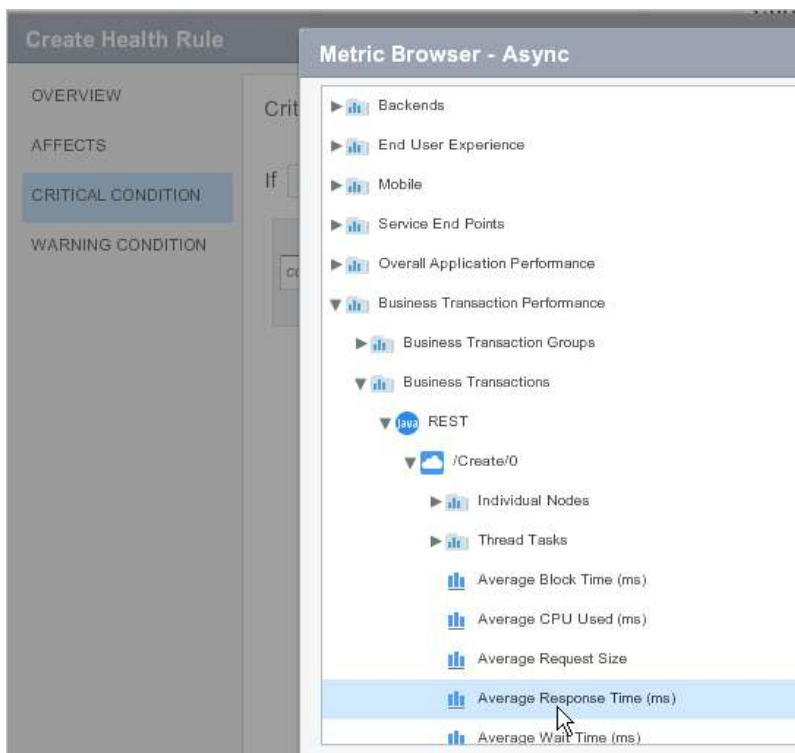 Create Health Rule
OVERVIEW
AFFECTS
CRITICAL CONDITION
WARNING CONDITION
Crit
If
Metric Browser - Async
Backends
End User Experience
Mobile
Service End Points
Overall Application Performance
Business Transaction Performance
Business Transaction Groups
Business Transactions
Java
REST
/Create/0
Individual Nodes
Thread Tasks
Average Block Time (ms)
Average CPU Used (ms)
Average Request Size
Average Response Time (ms)
Average Wait Time (ms)